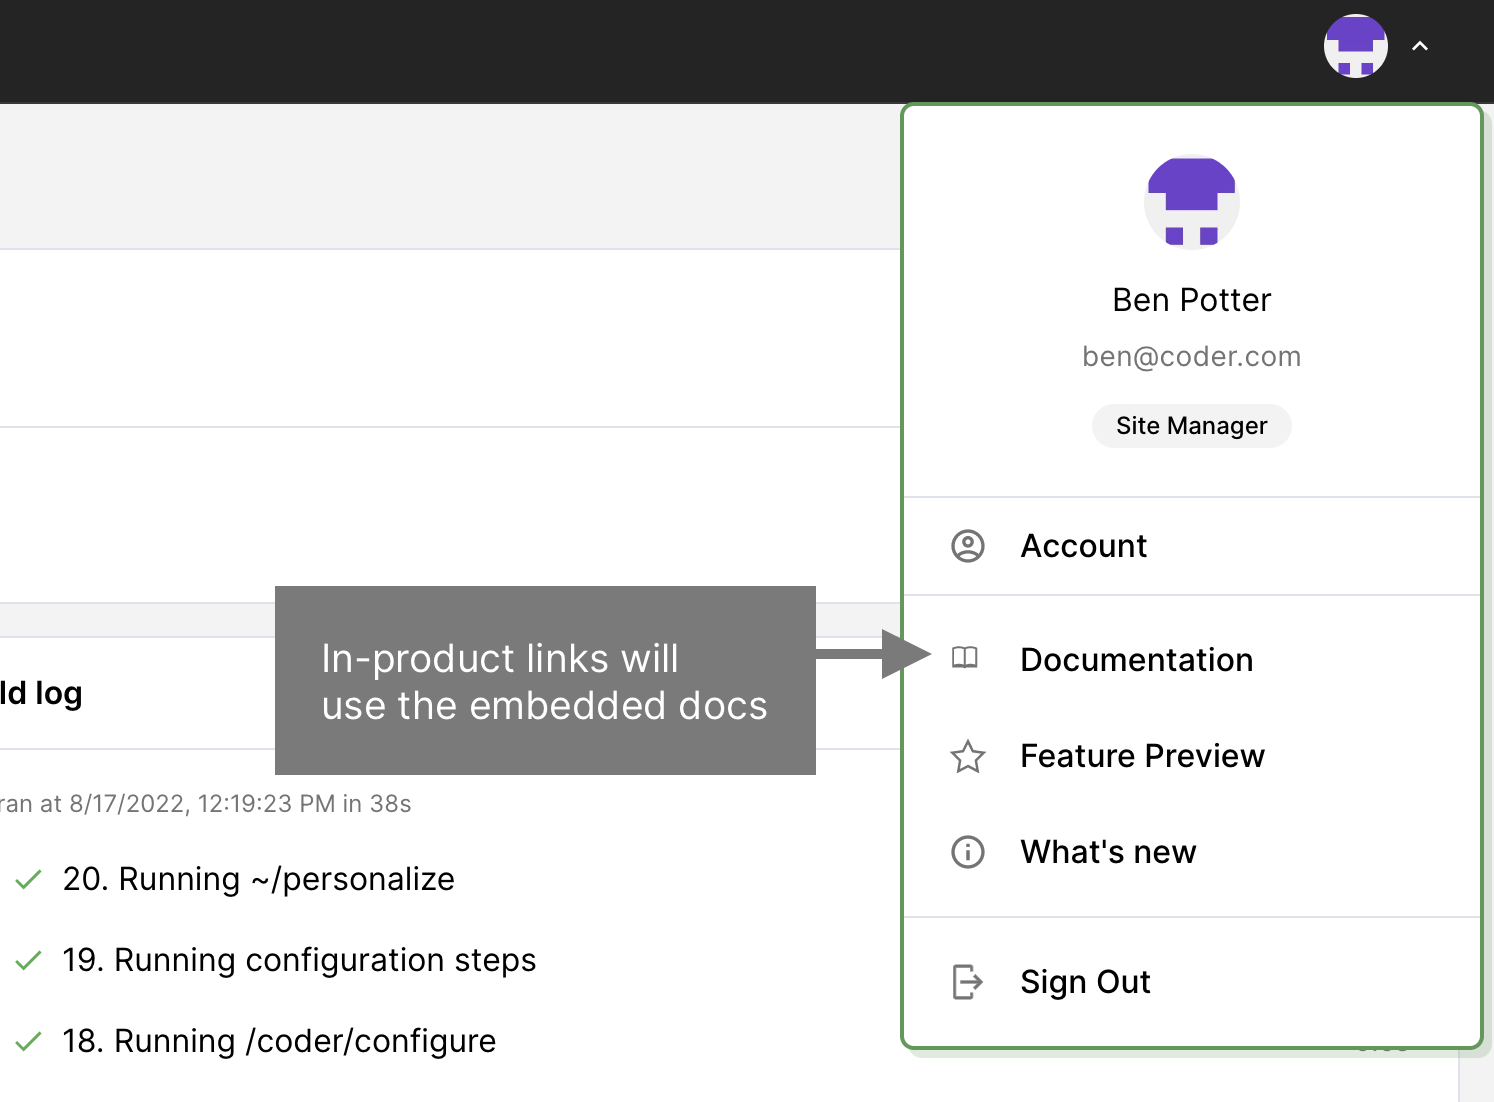 Ben Potter
ben@coder.com
Site Manager
Account
In-product links will
use the embedded docs
Documentation
ld log
Feature Preview
ran at 8/17/2022, 12:19:23 PM in 38s
What's new
20. Running ~/personalize
19. Running configuration steps
Sign Out
18. Running /coder/configure